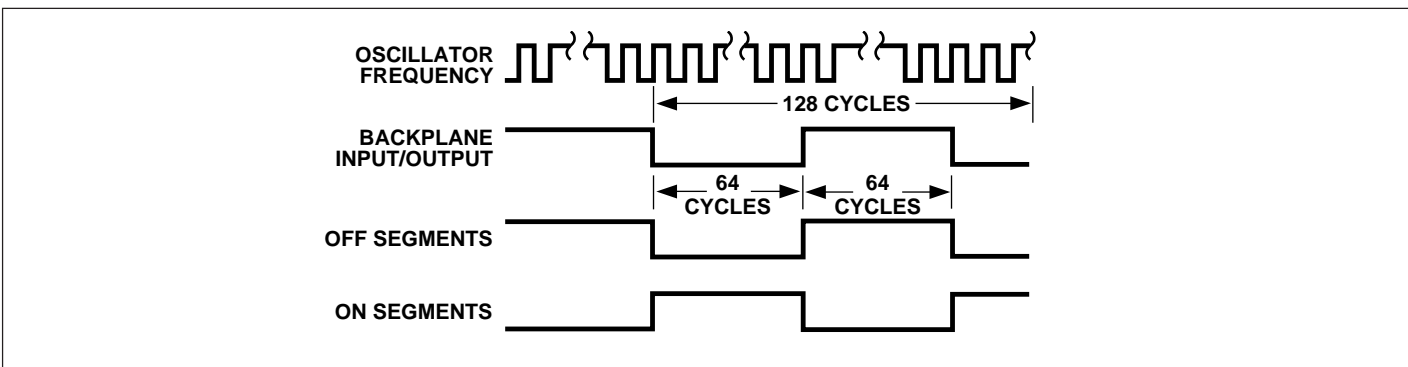 OSCILLATOR
FREQUENCY
128 CYCLES
BACKPLANE
INPUT/OUTPUT
64
CYCLES
64
CYCLES
OFF SEGMENTS
ON SEGMENTS